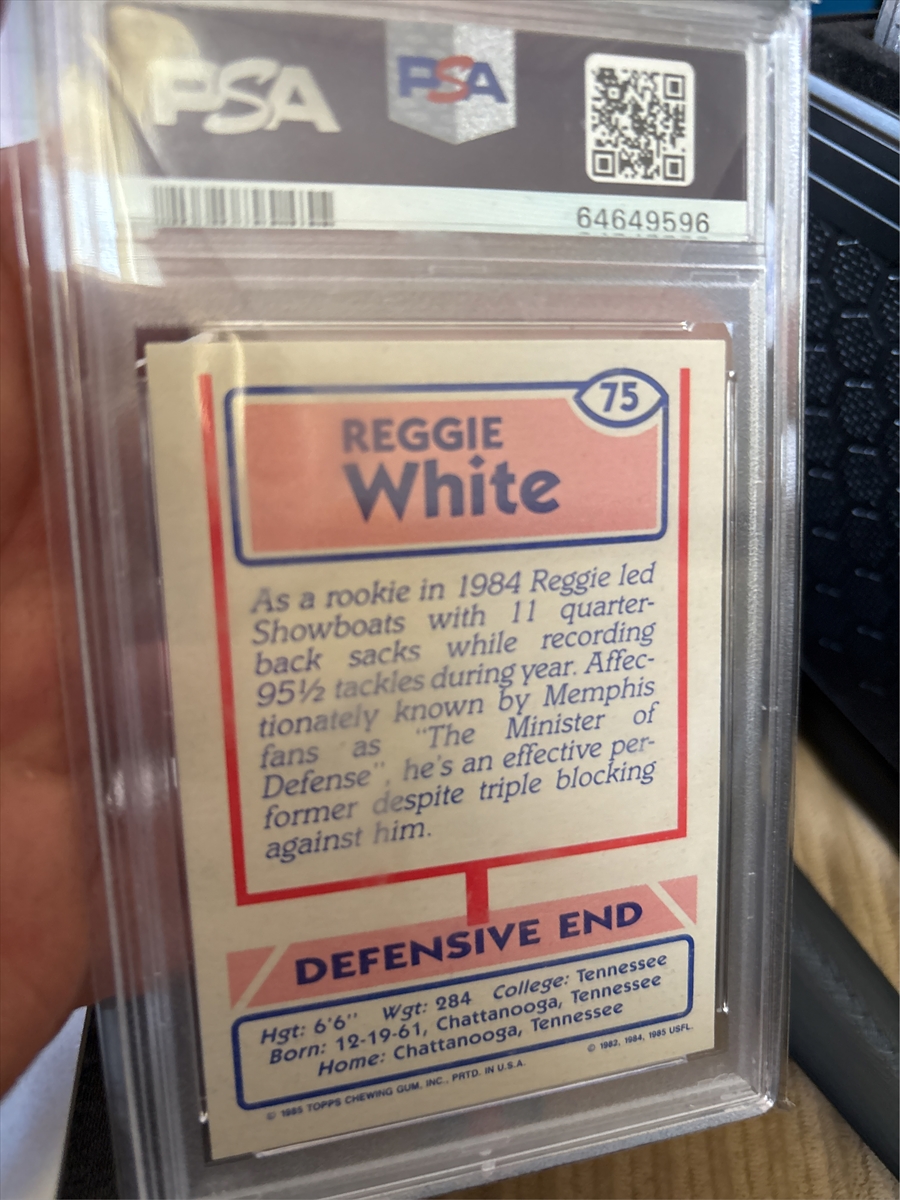 PSA PSA
64649596
75
REGGIE
White
As a rookie in 1984 Reggie led
Showboats with 11 quarter-
back sacks while recording
95½ tackles during year. Affec-
tionately known by Memphis
fans as "The Minister of
Defense", he's an effective per-
former despite triple blocking
against him.
DEFENSIVE END
Hgt: 6'6" Wgt: 284 College: Tennessee
Born: 12-19-61, Chattanooga, Tennessee
Home: Chattanooga, Tennessee
© 1985 TOPPS CHEWING GUM, INC., PRTD. IN U.S.A. © 1982, 1984, 1985 USFL.